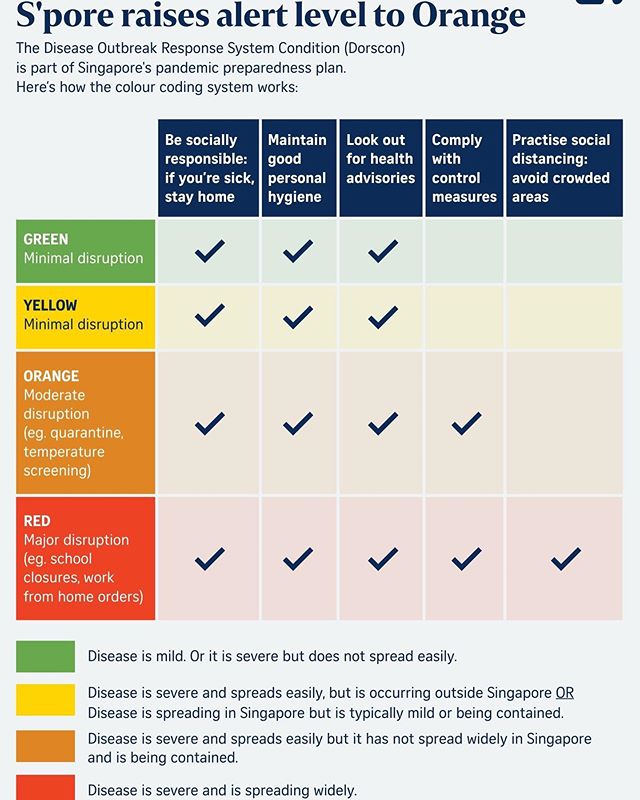 S'pore raises alert level to Orange
The Disease Outbreak Response System Condition (Dorscon)
is part of Singapore's pandemic preparedness plan.
Here's how the colour coding system works:
Be socially
responsible:
if you're sick,
stay home
Maintain
good
personal
hygiene
Look out
for health
advisories
Comply
with
control
measures
Practise social
distancing:
avoid crowded
areas
GREEN
Minimal disruption
YELLOW
Minimal disruption
ORANGE
Moderate
disruption
(eg. quarantine,
temperature
screening)
RED
Major disruption
(eg. school
closures, work
from home orders)
Disease is mild. Or it is severe but does not spread easily.
Disease is severe and spreads easily, but is occurring outside Singapore OR
Disease is spreading in Singapore but is typically mild or being contained.
Disease is severe and spreads easily but it has not spread widely in Singapore
and is being contained.
Disease is severe and is spreading widely.